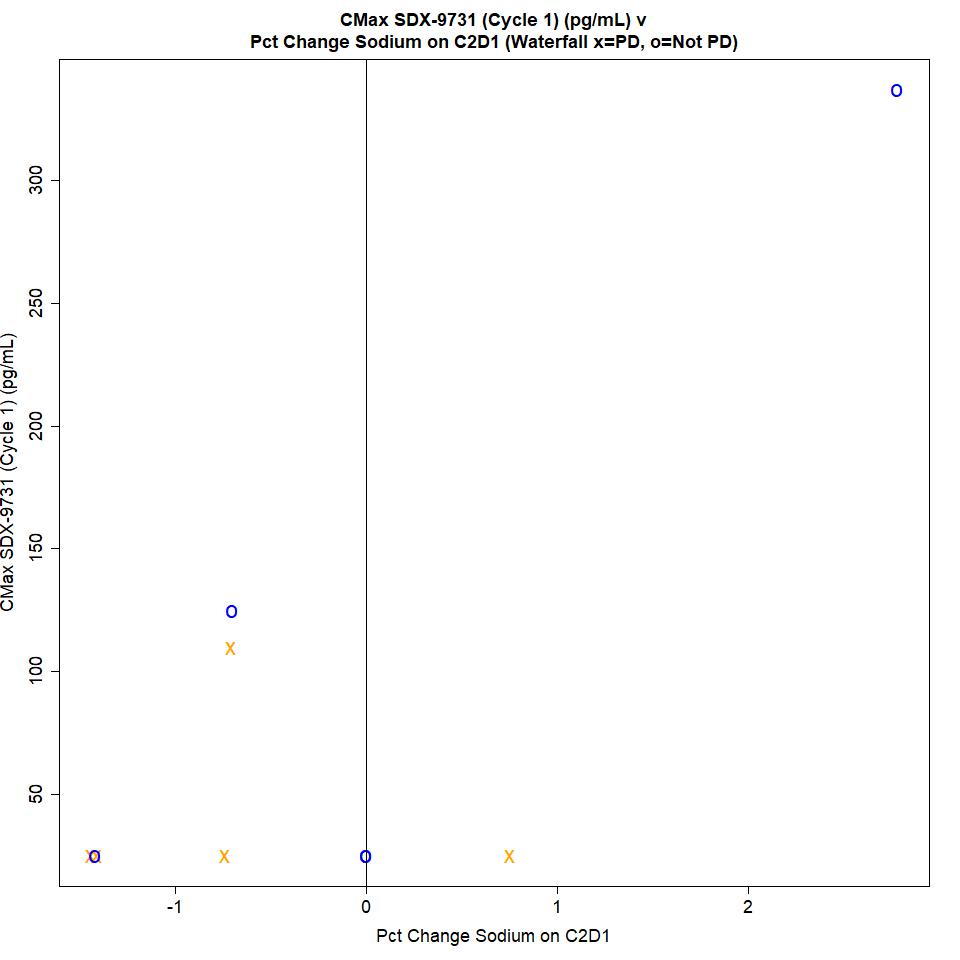 CMax SDX-9731 (Cycle 1) (pg/mL) v
Pct Change Sodium on C2D1 (Waterfall x=PD, o=Not PD)
CMax SDX-9731 (Cycle 1) (pg/mL)
300
250
200
150
100
50
o
o
x
x
x
o
x
o
x
-1
0
1
2
Pct Change Sodium on C2D1